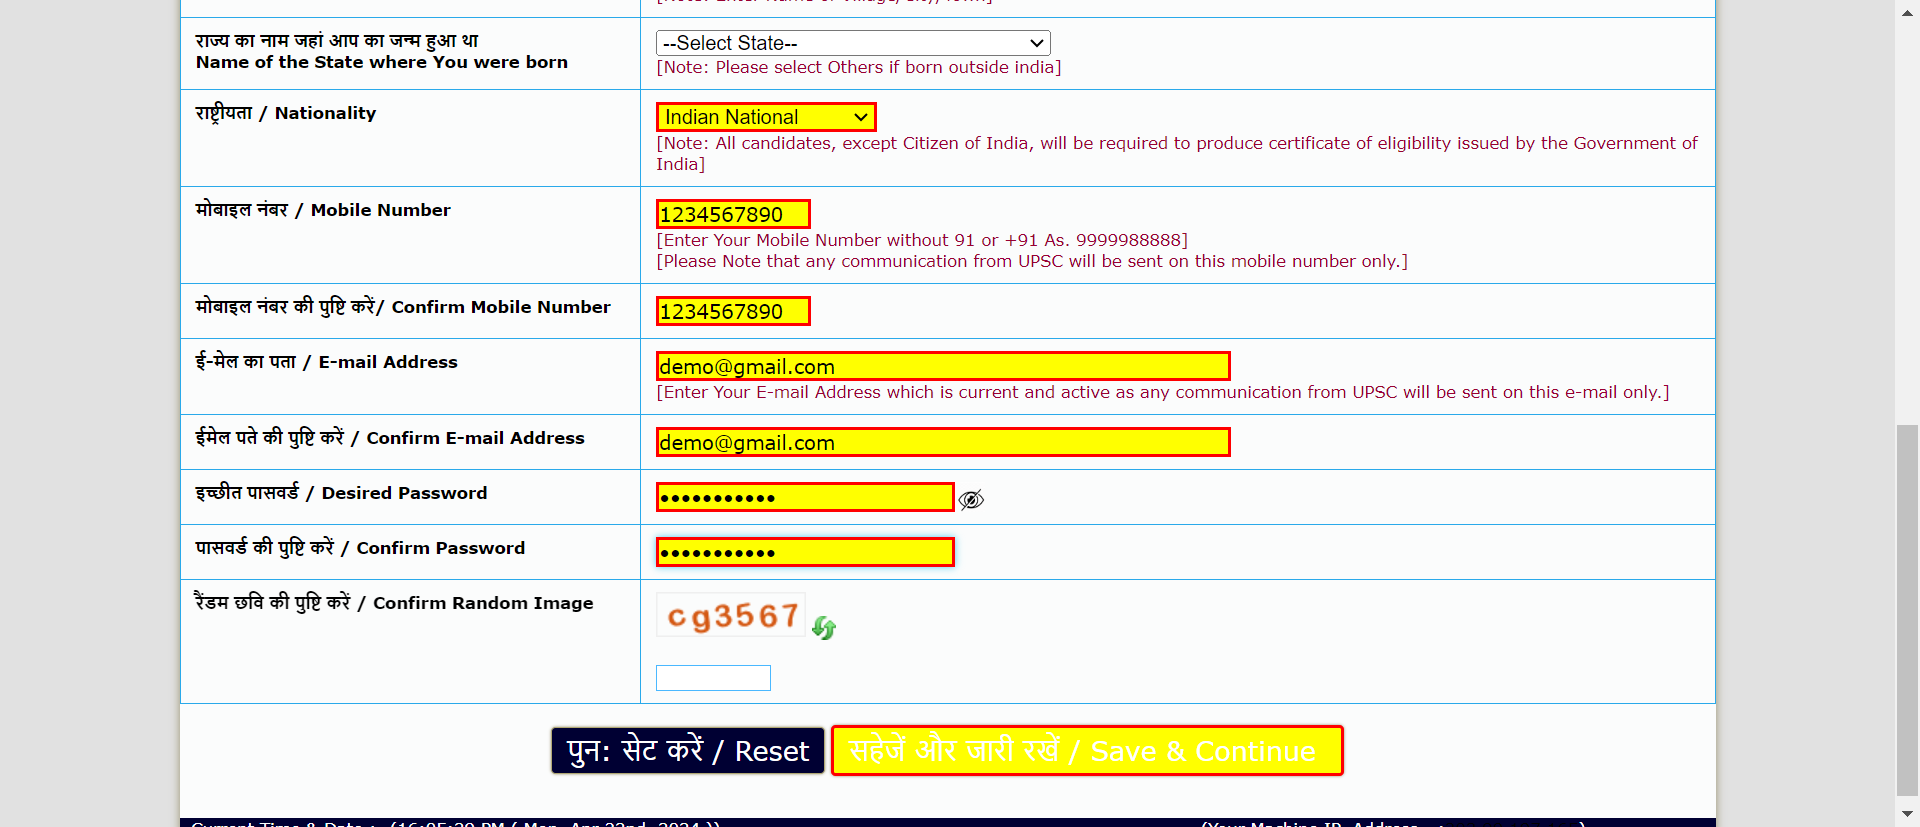 राज्य का नाम जहां आप का जन्म हुआ था
Name of the State where You were born
--Select State--
[Note: Please select Others if born outside india]
राष्ट्रीयता / Nationality
Indian National
[Note: All candidates, except Citizen of India, will be required to produce certificate of eligibility issued by the Government of
India]
मोबाइल नंबर / Mobile Number
1234567890
[Enter Your Mobile Number without 91 or +91 As. 9999988888]
[Please Note that any communication from UPSC will be sent on this mobile number only.]
मोबाइल नंबर की पुष्टि करें/ Confirm Mobile Number
1234567890
ई-मेल का पता / E-mail Address
demo@gmail.com
[Enter Your E-mail Address which is current and active as any communication from UPSC will be sent on this e-mail only.]
ईमेल पते की पुष्टि करें / Confirm E-mail Address
demo@gmail.com
इच्छीत पासवर्ड / Desired Password
पासवर्ड की पुष्टि करें / Confirm Password
रैंडम छवि की पुष्टि करें / Confirm Random Image
cg3567
पुन: सेट करें / Reset
सहेजें और जारी रखें / Save & Continue